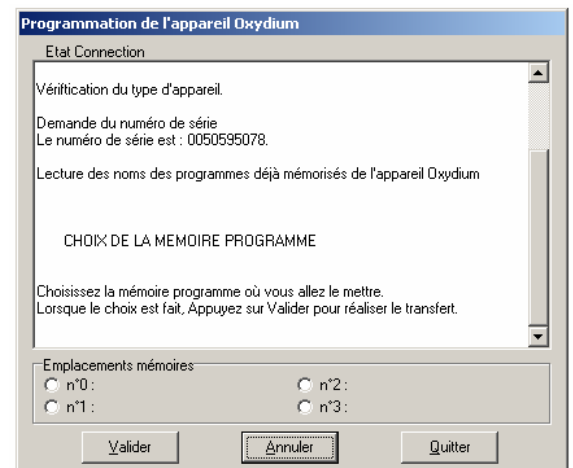 Programmation de l'appareil Oxydium
Etat Connection
Vériftication du type d'appareil.
Demande du numéro de série
Le numéro de série est : 0050595078.
Lecture des noms des programmes déjà mémorisés de l'appareil Oxydium
CHOIX DE LA MEMOIRE PROGRAMME
Choisissez la mémoire programme où vous allez le mettre.
Lorsque le choix est fait, Appuyez sur Valider pour réaliser le transfert.
Emplacements mémoires
n°0 : n°2 :
n°1 : n°3 :
Valider Annuler Quitter